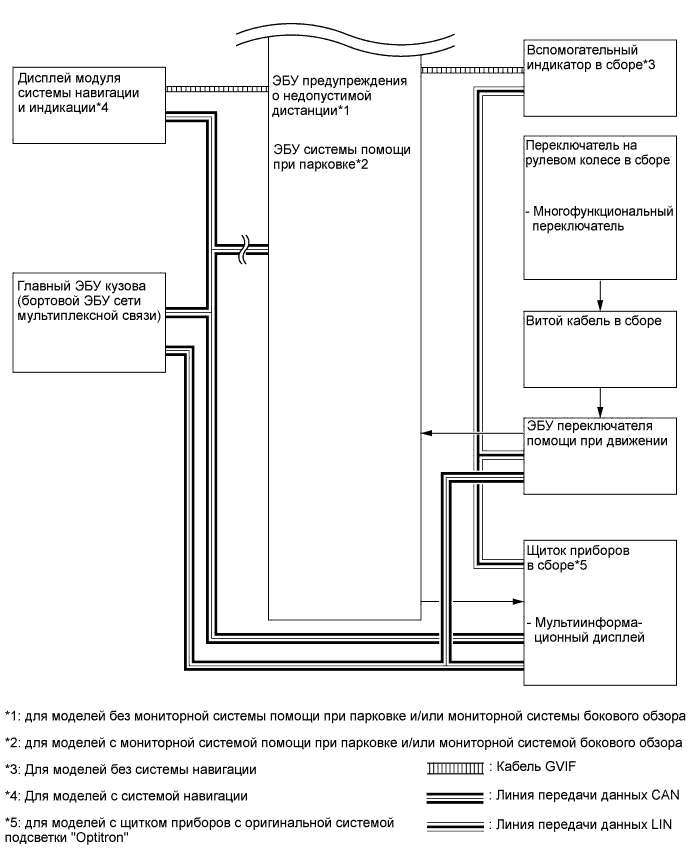 Дисплей модуля
системы навигации
и индикации*4
ЭБУ предупреждения
о недопустимой
дистанции*1
ЭБУ системы помощи
при парковке*2
Вспомогательный
индикатор в сборе*3
Переключатель на
рулевом колесе в сборе
- Многофункциональный
переключатель
Главный ЭБУ кузова
(бортовой ЭБУ сети
мультиплексной связи)
Витой кабель в сборе
ЭБУ переключателя
помощи при движении
Щиток приборов
в сборе*5
- Мультиинформа-
ционный дисплей
*1: для моделей без мониторной системы помощи при парковке и/или мониторной системы бокового обзора
*2: для моделей с мониторной системой помощи при парковке и/или мониторной системой бокового обзора
*3: Для моделей без системы навигации
*4: Для моделей с системой навигации
*5: для моделей с щитком приборов с оригинальной системой
подсветки "Optitron"
: Кабель GVIF
: Линия передачи данных CAN
: Линия передачи данных LIN